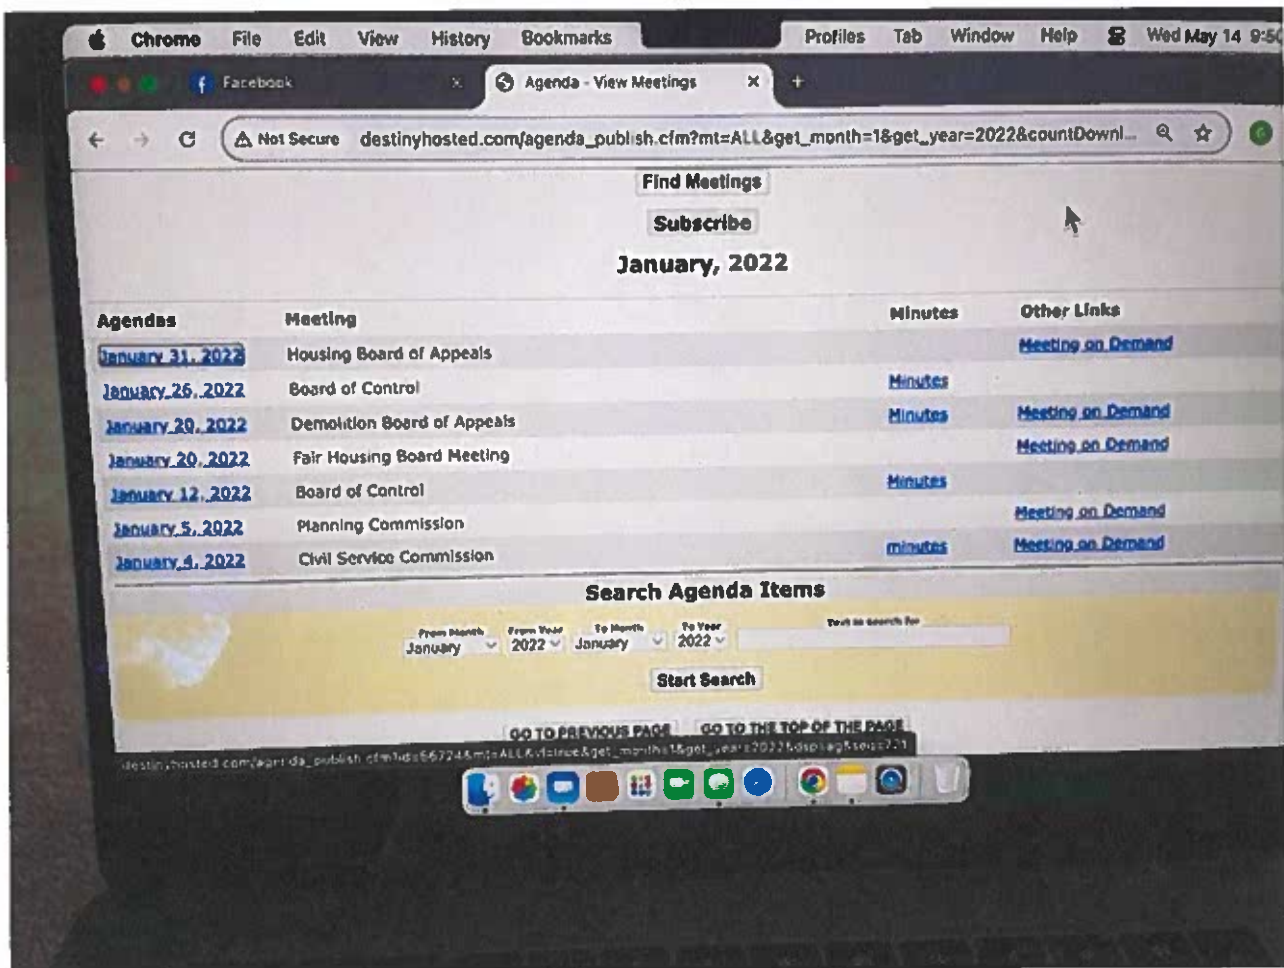 Chrome File Edit View History Bookmarks Profiles Tab Window Help Wed May 14 9:50
Facebook Agenda - View Meetings
Not Secure destinyhosted.com/agenda_publish.cfm?mt=ALL&get_month=1&get_year=2022&countDownl...
Find Meetings
Subscribe
January, 2022
Agendas Meeting Minutes Other Links
January 31, 2022 Housing Board of Appeals Meeting on Demand
January 26, 2022 Board of Control Minutes
January 20, 2022 Demolition Board of Appeals Minutes Meeting on Demand
January 20, 2022 Fair Housing Board Meeting Meeting on Demand
January 12, 2022 Board of Control Minutes
January 5, 2022 Planning Commission Meeting on Demand
January 4, 2022 Civil Service Commission minutes Meeting on Demand
Search Agenda Items
From Month From Year To Month To Year Text to search for
January 2022 January 2022
Start Search
GO TO PREVIOUS PAGE GO TO THE TOP OF THE PAGE